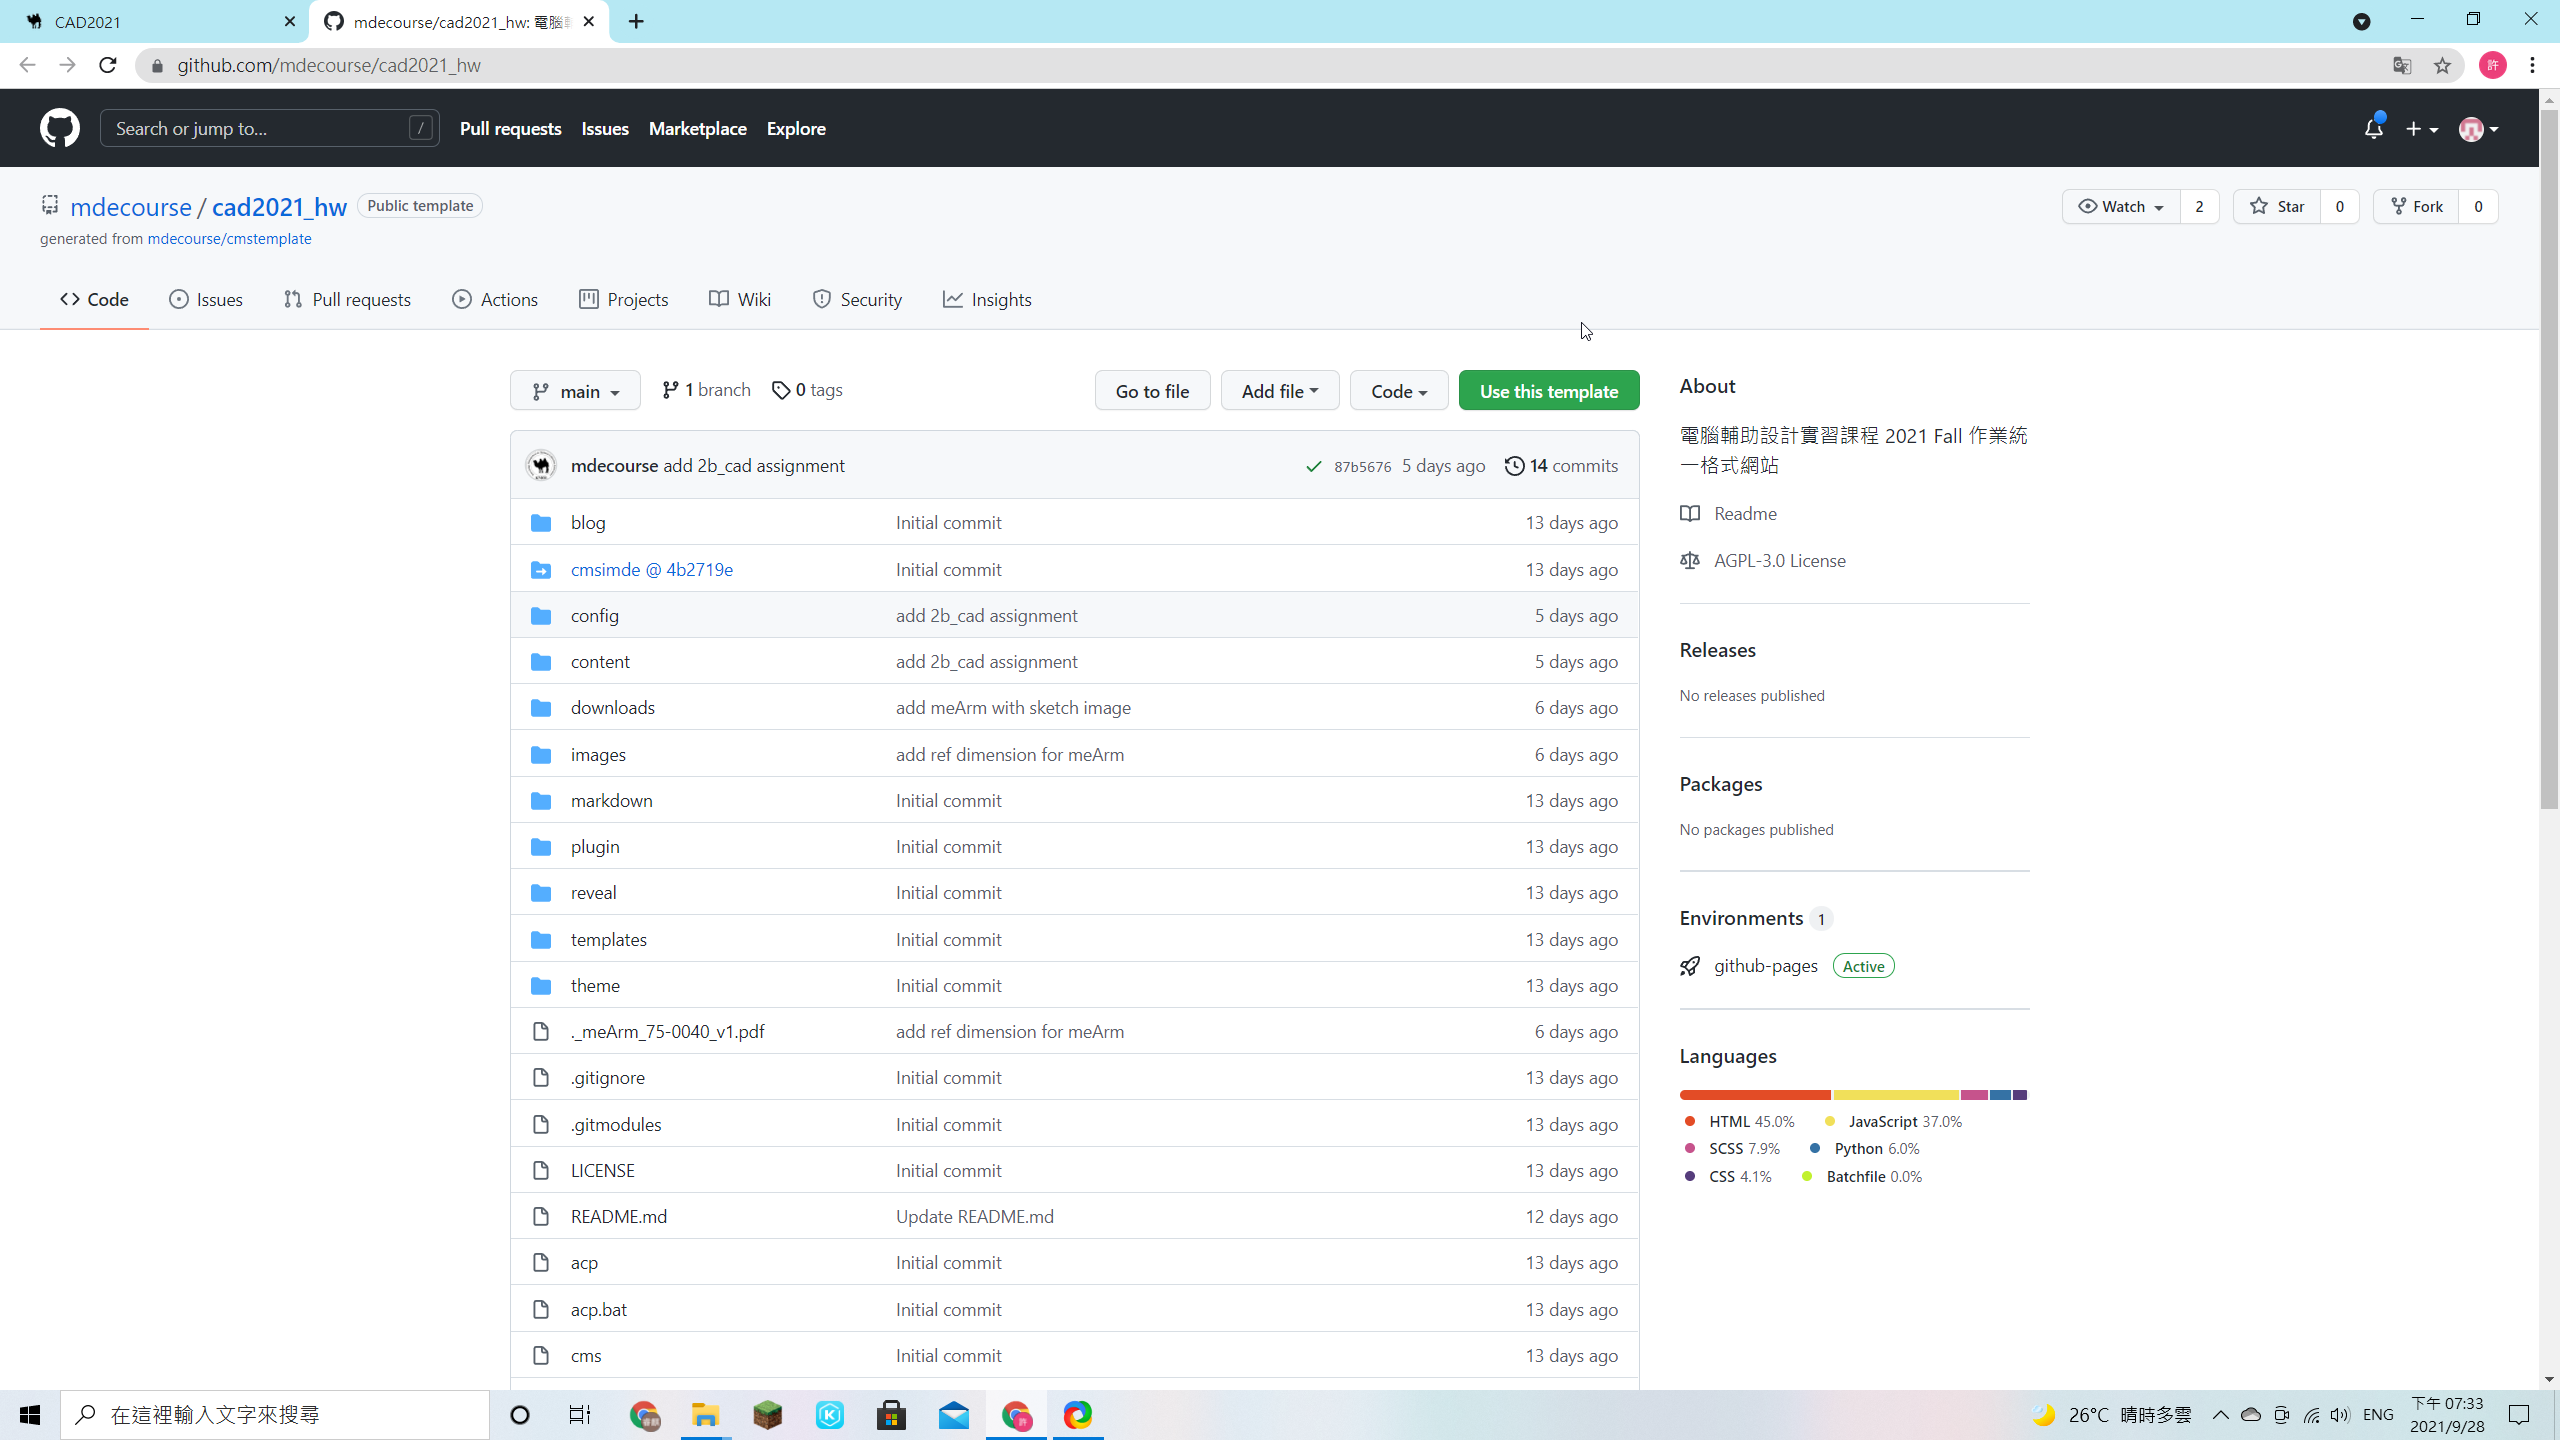 CAD2021
mdecourse/cad2021_hw: 電腦
github.com/mdecourse/cad2021_hw
許
Search or jump to...
/
Pull requests
Issues
Marketplace
Explore
mdecourse / cad2021_hw
Public template
Watch
2
Star
0
Fork
0
generated from mdecourse/cmstemplate
Code
Issues
Pull requests
Actions
Projects
Wiki
Security
Insights
main
1 branch
0 tags
Go to file
Add file
Code
Use this template
mdecourse add 2b_cad assignment
87b5676 5 days ago
14 commits
blog
Initial commit
13 days ago
cmsimde @ 4b2719e
Initial commit
13 days ago
config
add 2b_cad assignment
5 days ago
content
add 2b_cad assignment
5 days ago
downloads
add meArm with sketch image
6 days ago
images
add ref dimension for meArm
6 days ago
markdown
Initial commit
13 days ago
plugin
Initial commit
13 days ago
reveal
Initial commit
13 days ago
templates
Initial commit
13 days ago
theme
Initial commit
13 days ago
._meArm_75-0040_v1.pdf
add ref dimension for meArm
6 days ago
.gitignore
Initial commit
13 days ago
.gitmodules
Initial commit
13 days ago
LICENSE
Initial commit
13 days ago
README.md
Update README.md
12 days ago
acp
Initial commit
13 days ago
acp.bat
Initial commit
13 days ago
cms
Initial commit
13 days ago
About
電腦輔助設計實習課程 2021 Fall 作業統
一格式網站
Readme
AGPL-3.0 License
Releases
No releases published
Packages
No packages published
Environments 1
github-pages
Active
Languages
HTML 45.0%
JavaScript 37.0%
SCSS 7.9%
Python 6.0%
CSS 4.1%
Batchfile 0.0%
在這裡輸入文字來搜尋
26°C 晴時多雲
ENG
下午 07:33
2021/9/28